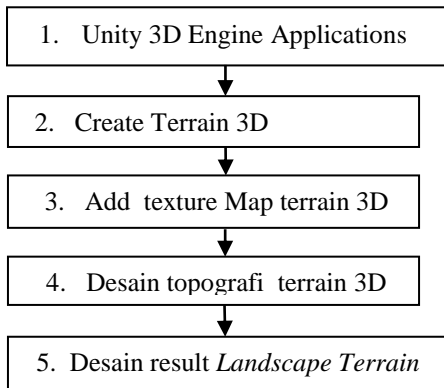 1. Unity 3D Engine Applications
2. Create Terrain 3D
3. Add texture Map terrain 3D
4. Desain topografi terrain 3D
5. Desain result Landscape Terrain